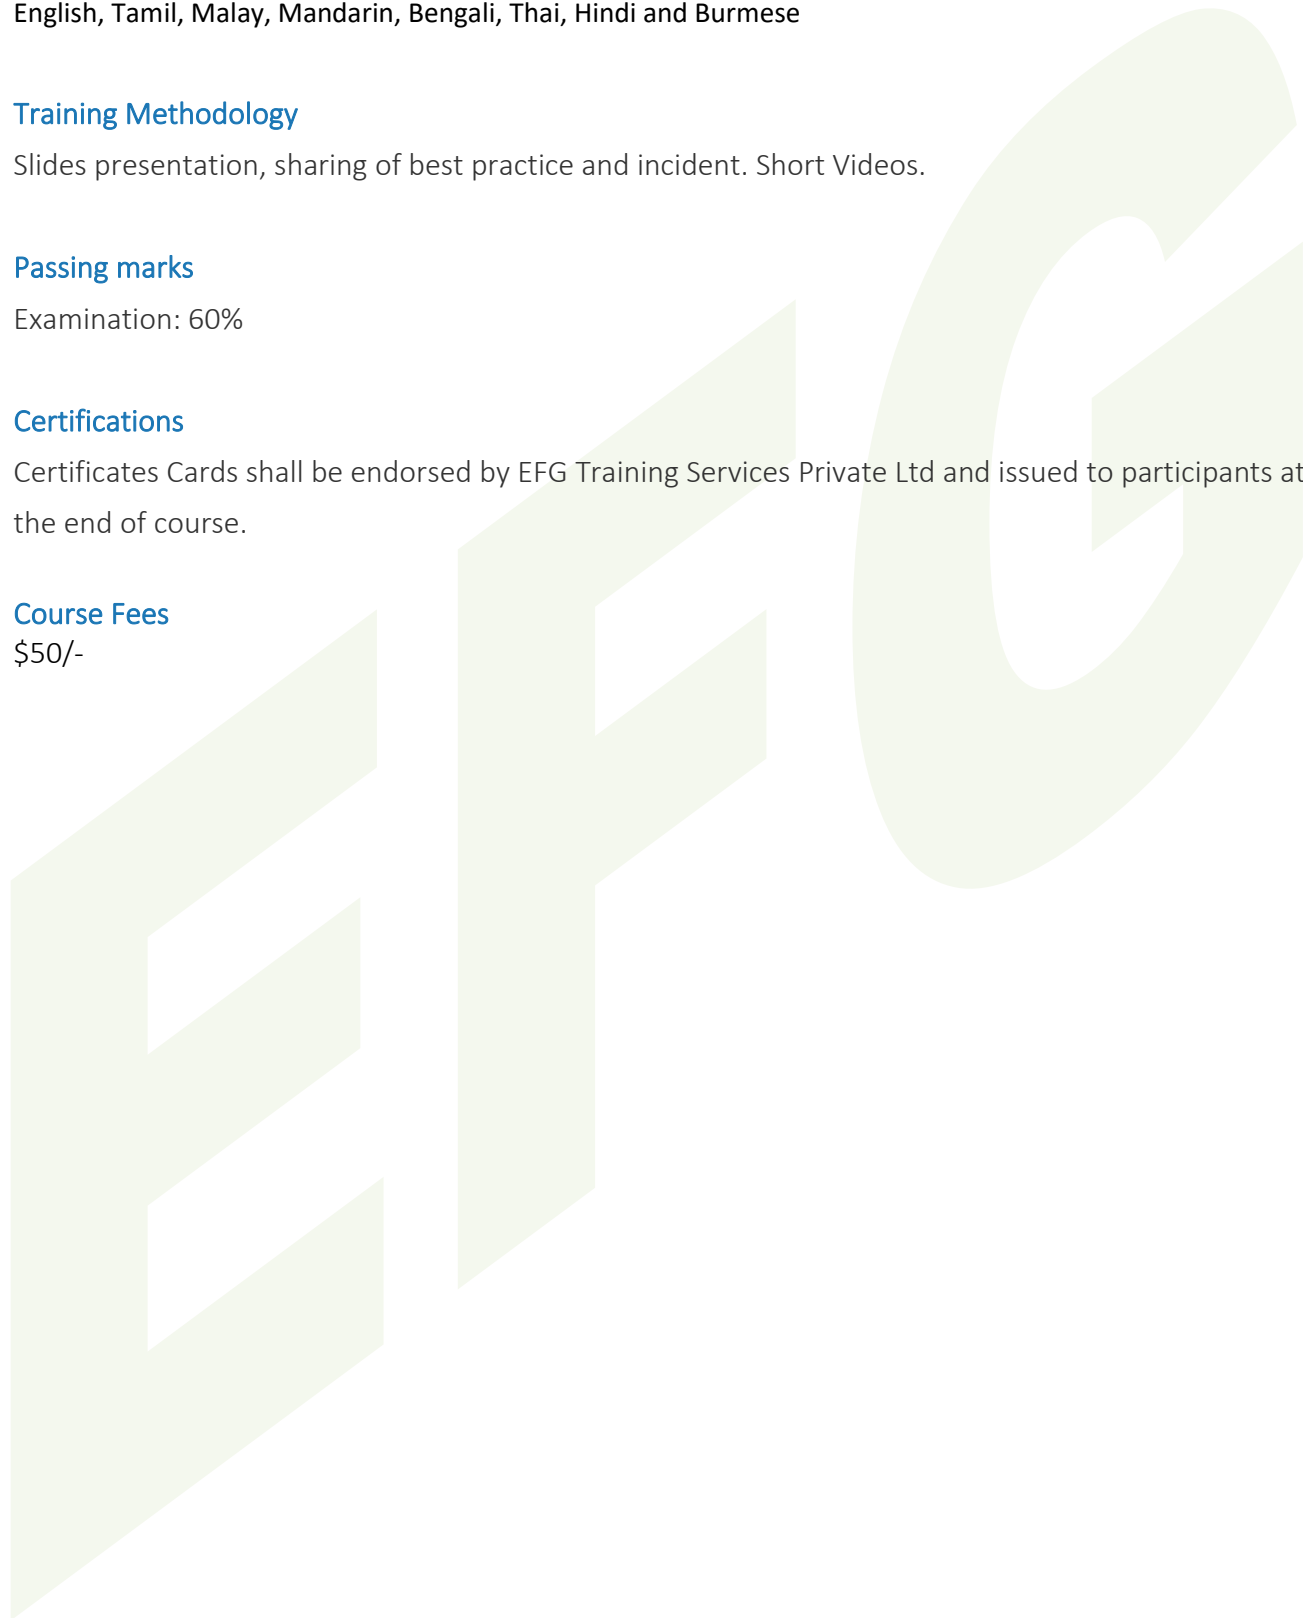 English, Tamil, Malay, Mandarin, Bengali, Thai, Hindi and Burmese
Training Methodology
Slides presentation, sharing of best practice and incident. Short Videos.
Passing marks
Examination: 60%
Certifications
Certificates Cards shall be endorsed by EFG Training Services Private Ltd and issued to participants at
the end of course.
Course Fees
$50/-
EFG